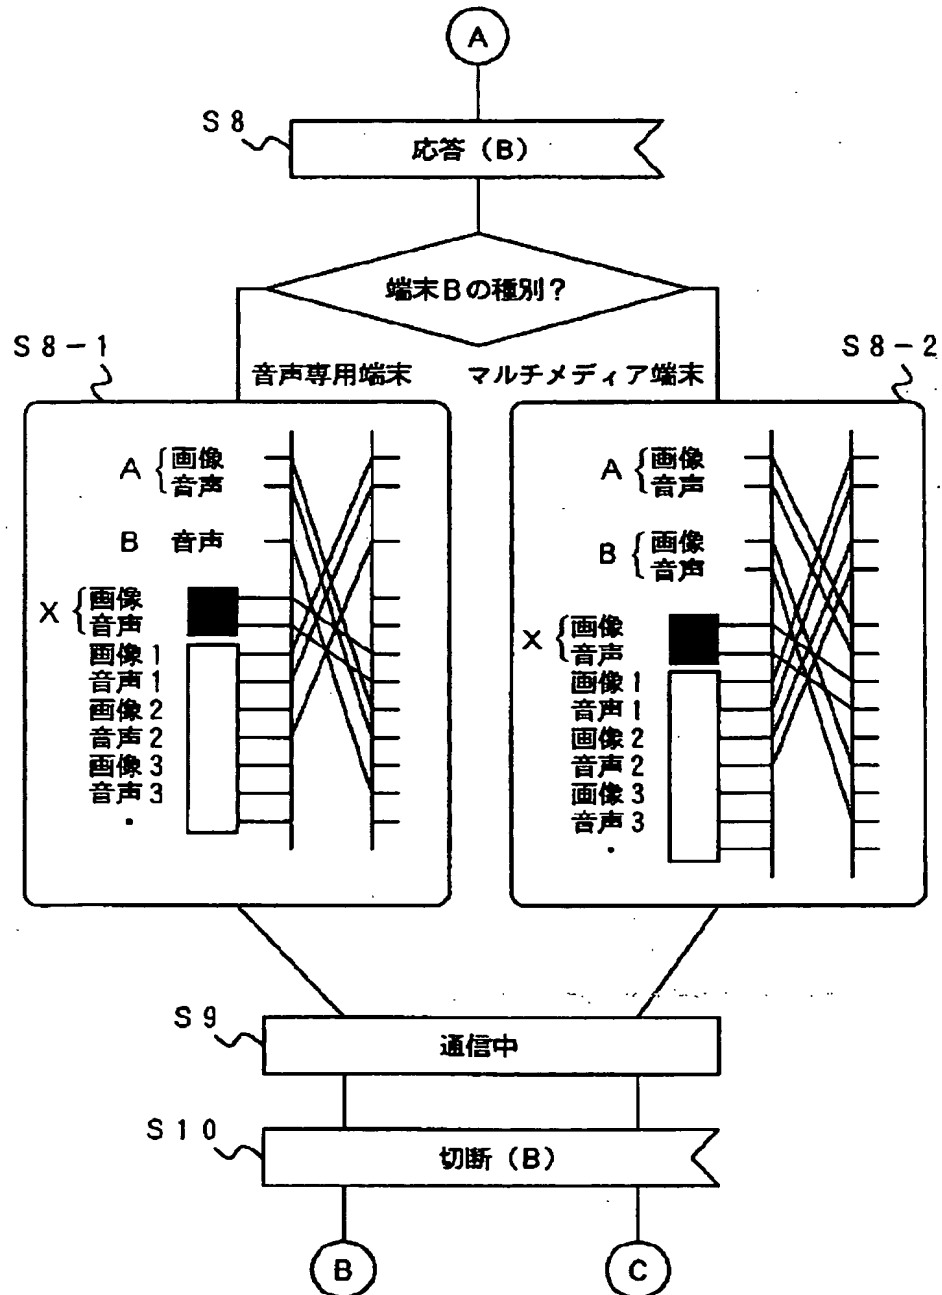 A
S8
応答（B）
端末Bの種別？
S8-1
S8-2
音声専用端末
マルチメディア端末
A 画像
音声
B 音声
X 画像
音声
画像1
音声1
画像2
音声2
画像3
音声3
・
A 画像
音声
B 画像
音声
X 画像
音声
画像1
音声1
画像2
音声2
画像3
音声3
・
S9
通信中
S10
切断（B）
B
C